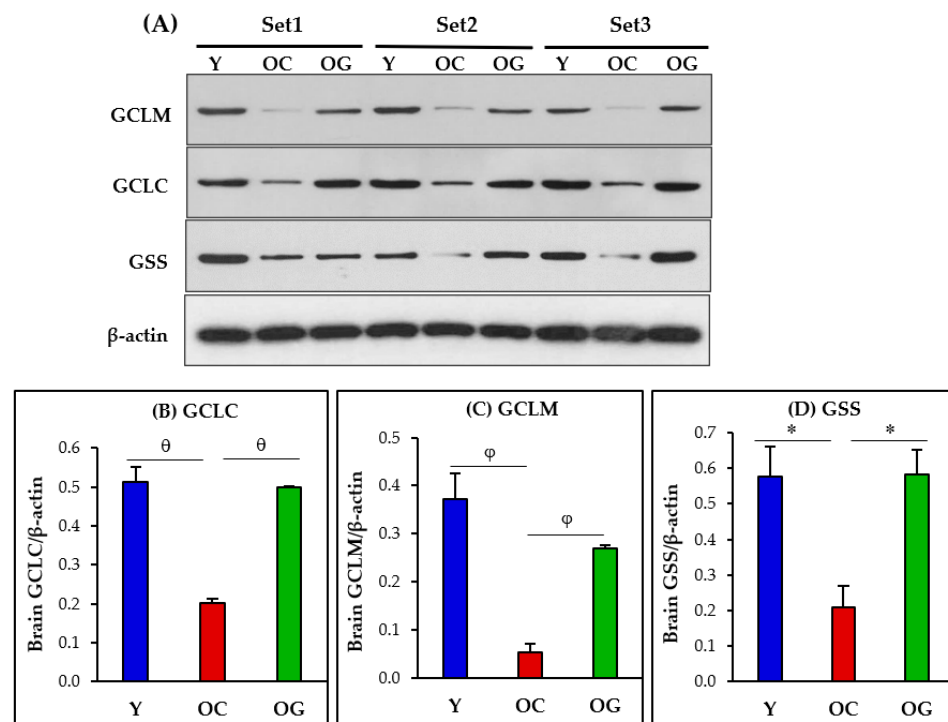 (A) Set1 Set2 Set3
Y OC OG Y OC OG Y OC OG
GCLM
GCLC
GSS
β-actin
(B) GCLC
θ θ
0.6
0.5
0.4
0.3
0.2
0.1
0.0
Brain GCLC/β-actin
Y OC OG
(C) GCLM
φ
φ
0.5
0.4
0.3
0.2
0.1
0.0
Brain GCLM/β-actin
Y OC OG
(D) GSS
* *
0.7
0.6
0.5
0.4
0.3
0.2
0.1
0.0
Brain GSS/β-actin
Y OC OG